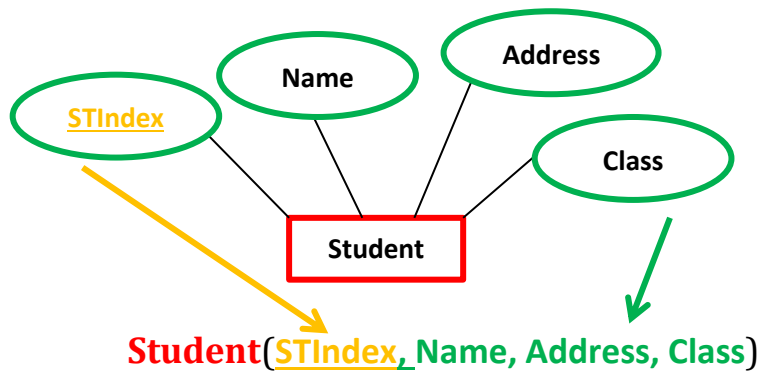 Address
Name
STIndex
Class
Student
Student(STIndex, Name, Address, Class)